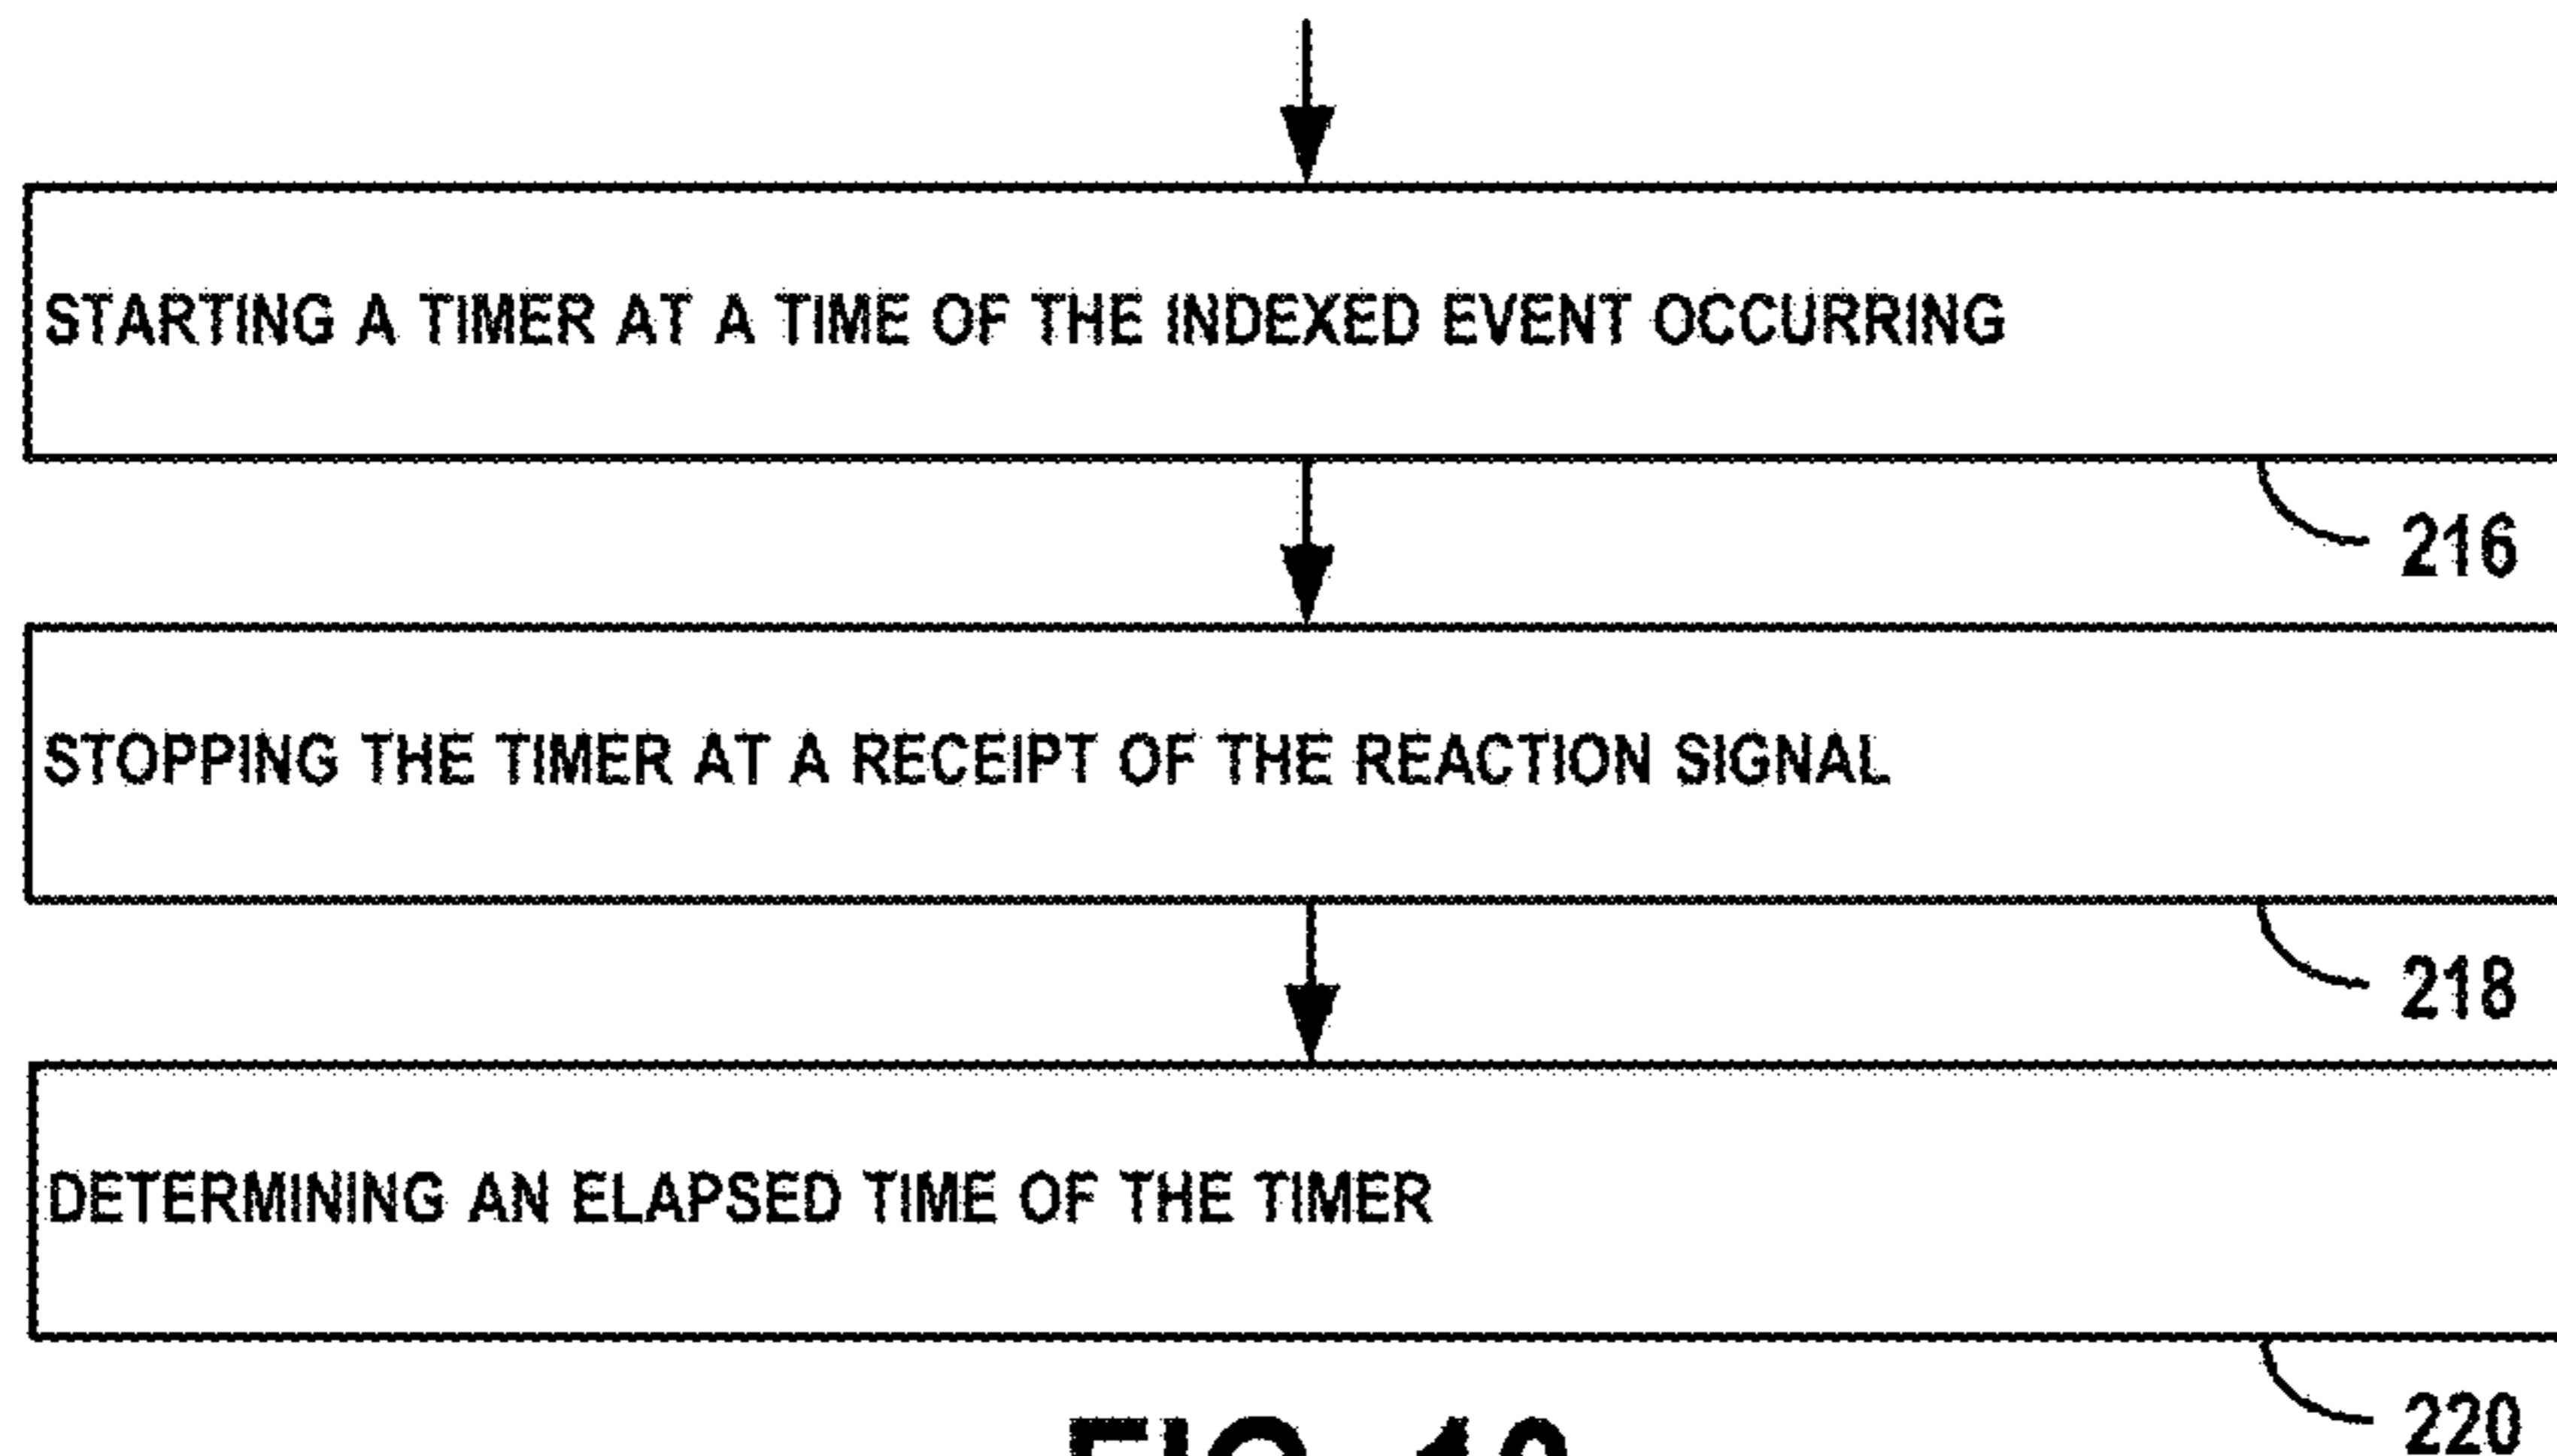 STARTING A TIMER AT A TIME OF THE INDEXED EVENT OCCURRING
216
STOPPING THE TIMER AT A RECEIPT OF THE REACTION SIGNAL
218
DETERMINING AN ELAPSED TIME OF THE TIMER
220
FIG.